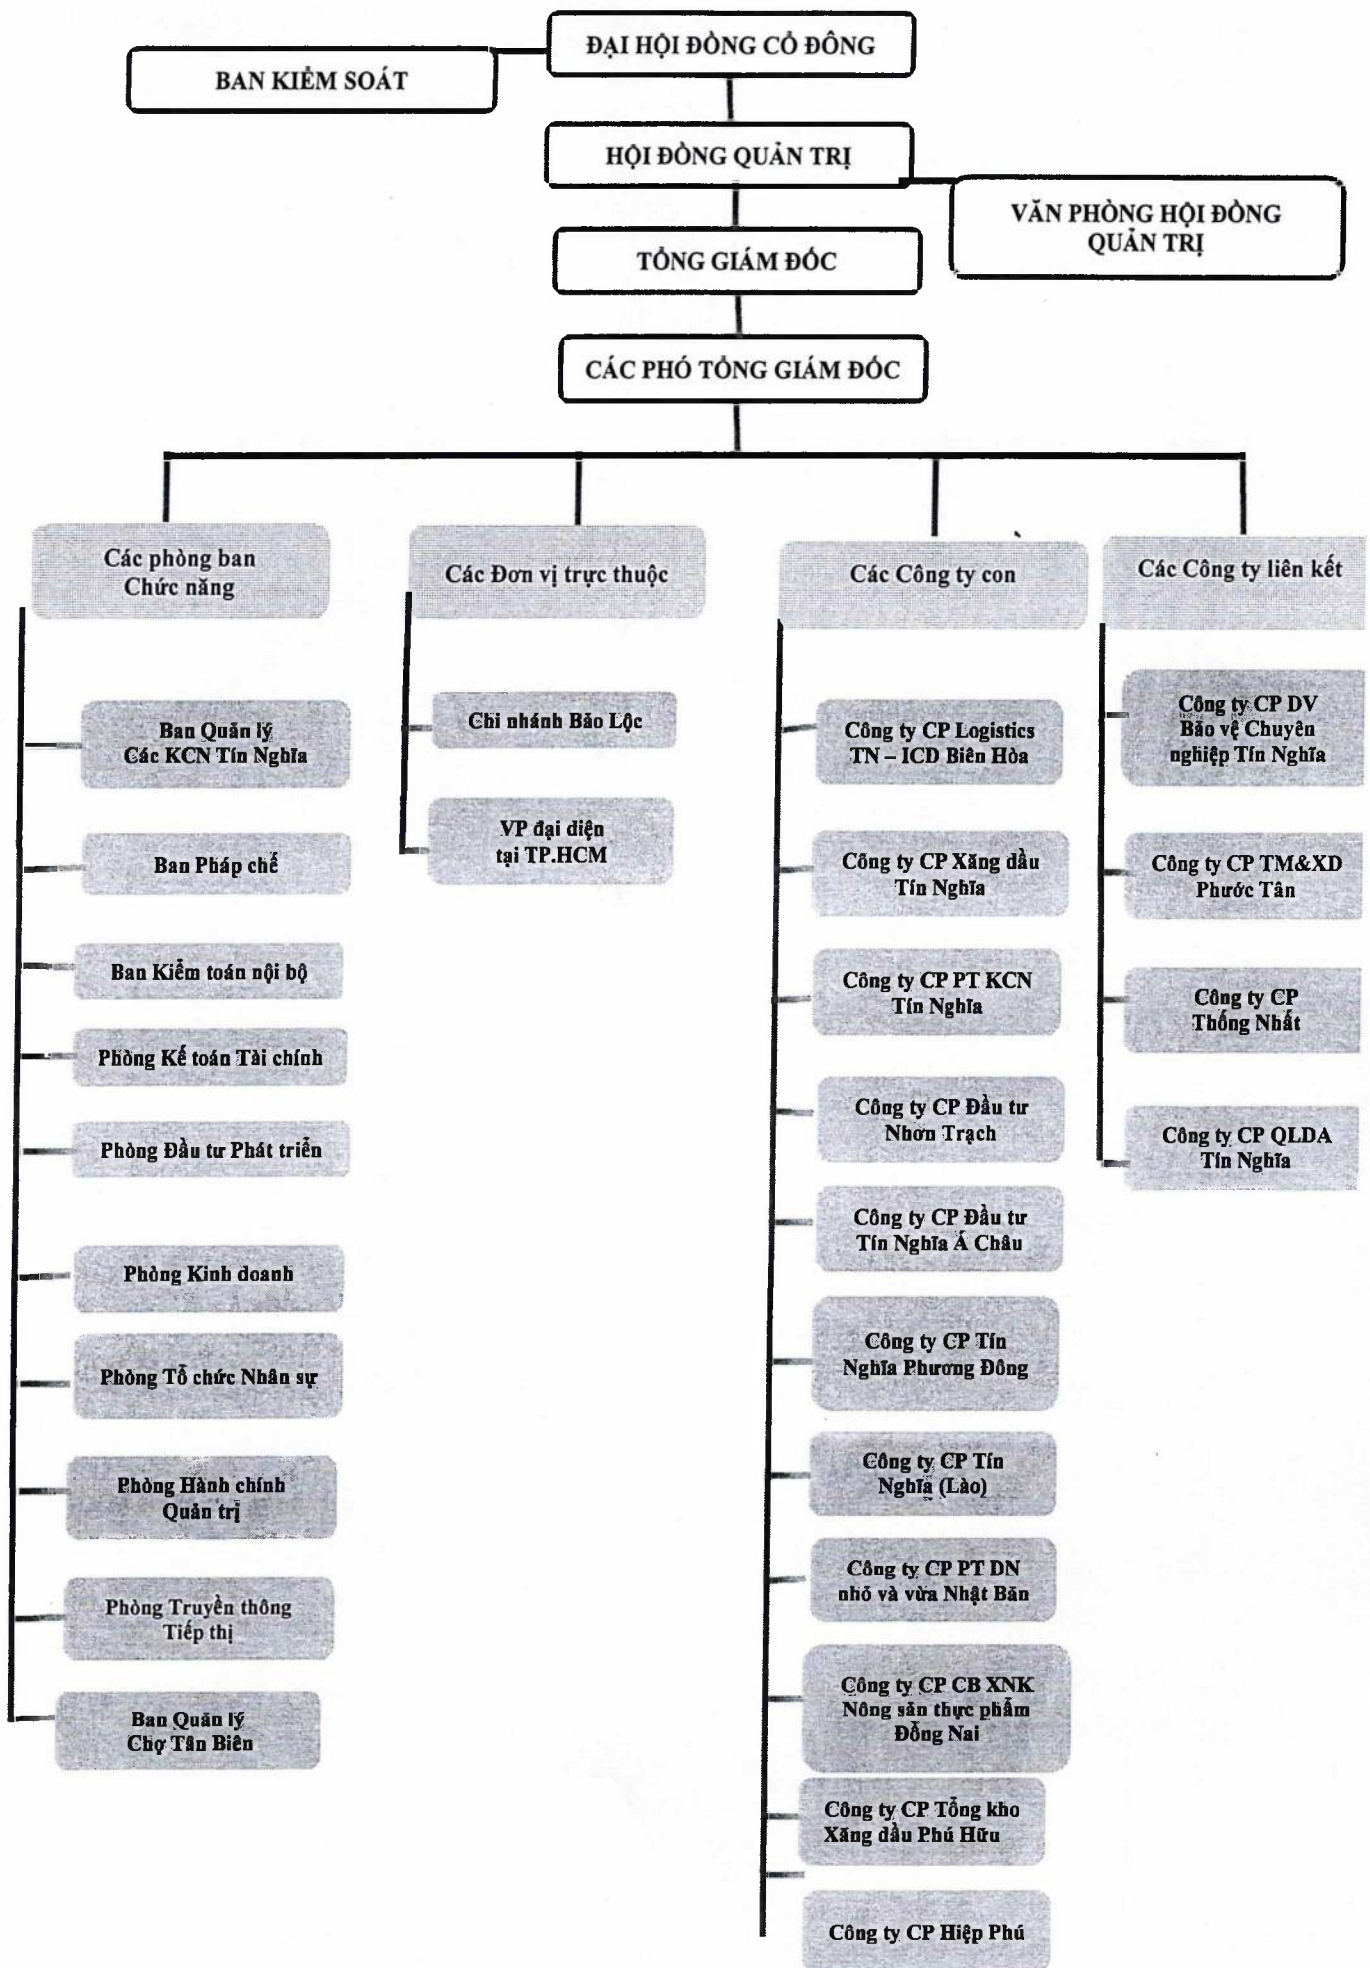 ĐẠI HỘI ĐỒNG CỔ ĐÔNG
BAN KIỂM SOÁT
HỘI ĐỒNG QUẢN TRỊ
VĂN PHÒNG HỘI ĐỒNG
QUẢN TRỊ
TỔNG GIÁM ĐỐC
CÁC PHÓ TỔNG GIÁM ĐỐC
Các phòng ban
Chức năng
Ban Quản lý
Các KCN Tín Nghĩa
Ban Pháp chế
Ban Kiểm toán nội bộ
Phòng Kế toán Tài chính
Phòng Đầu tư Phát triển
Phòng Kinh doanh
Phòng Tổ chức Nhân sự
Phòng Hành chính
Quản trị
Phòng Truyền thông
Tiếp thị
Ban Quản lý
Chợ Tân Biên
Các Đơn vị trực thuộc
Chi nhánh Bảo Lộc
VP đại diện
tại TP.HCM
Các Công ty con
Công ty CP Logistics
TN – ICD Biên Hòa
Công ty CP Xăng dầu
Tín Nghĩa
Công ty CP PT KCN
Tín Nghĩa
Công ty CP Đầu tư
Nhơn Trạch
Công ty CP Đầu tư
Tín Nghĩa Á Châu
Công ty CP Tín
Nghĩa Phương Đông
Công ty CP Tín
Nghĩa (Lào)
Công ty CP PT DN
nhỏ và vừa Nhật Bản
Công ty CP CB XNK
Nông sản thực phẩm
Đồng Nai
Công ty CP Tổng kho
Xăng dầu Phú Hữu
Công ty CP Hiệp Phú
Các Công ty liên kết
Công ty CP DV
Bảo vệ Chuyên
nghiệp Tín Nghĩa
Công ty CP TM&XD
Phước Tân
Công ty CP
Thống Nhất
Công ty CP QLDA
Tín Nghĩa